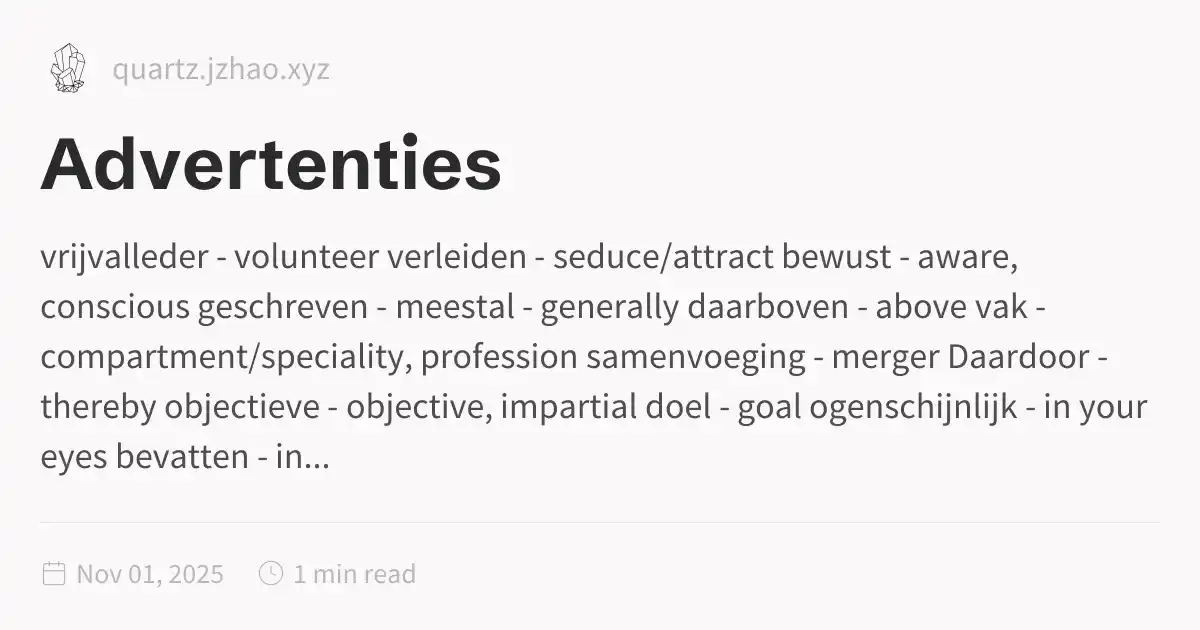 quartz.jzhao.xyz
Advertenties
vrijvalleder - volunteer verleiden - seduce/attract bewust - aware,
conscious geschreven - meestal - generally daarboven - above vak -
compartment/speciality, profession samenvoeging - merger Daardoor -
thereby objectieve - objective, impartial doel - goal ogenschijnlijk - in your
eyes bevatten - in...
Nov 01, 2025 1 min read